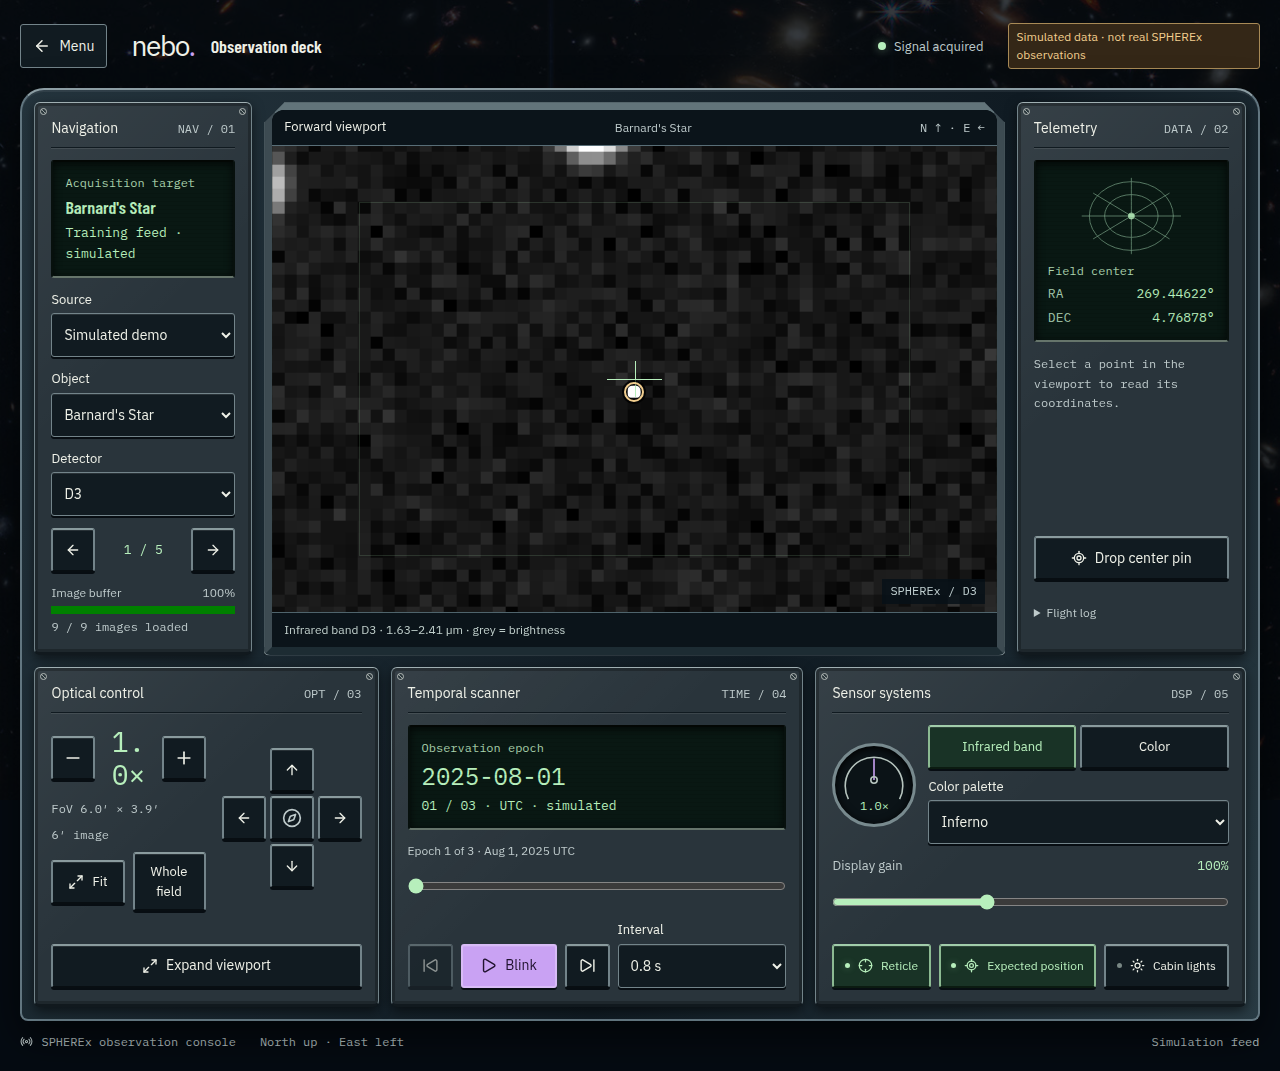 Menu
nebo.
Observation deck
Signal acquired
Simulated data · not real SPHEREx
observations
Navigation
NAV / 01
Acquisition target
Barnard's Star
Training feed ·
simulated
Source
Simulated demo
Object
Barnard's Star
Detector
D3
1 / 5
Image buffer
100%
9 / 9 images loaded
Forward viewport
Barnard's Star
N ↑ · E ←
SPHEREx / D3
Infrared band D3 · 1.63–2.41 µm · grey = brightness
Telemetry
DATA / 02
Field center
RA
269.44622°
DEC
4.76878°
Select a point in the
viewport to read its
coordinates.
Drop center pin
Flight log
Optical control
OPT / 03
1.
0×
FoV 6.0′ × 3.9′
6′ image
Fit
Whole
field
Expand viewport
Temporal scanner
TIME / 04
Observation epoch
2025-08-01
01 / 03 · UTC · simulated
Epoch 1 of 3 · Aug 1, 2025 UTC
Interval
Blink
0.8 s
Sensor systems
DSP / 05
1.0×
Infrared band
Color
Color palette
Inferno
Display gain
100%
Reticle
Expected position
Cabin lights
SPHEREx observation console
North up · East left
Simulation feed